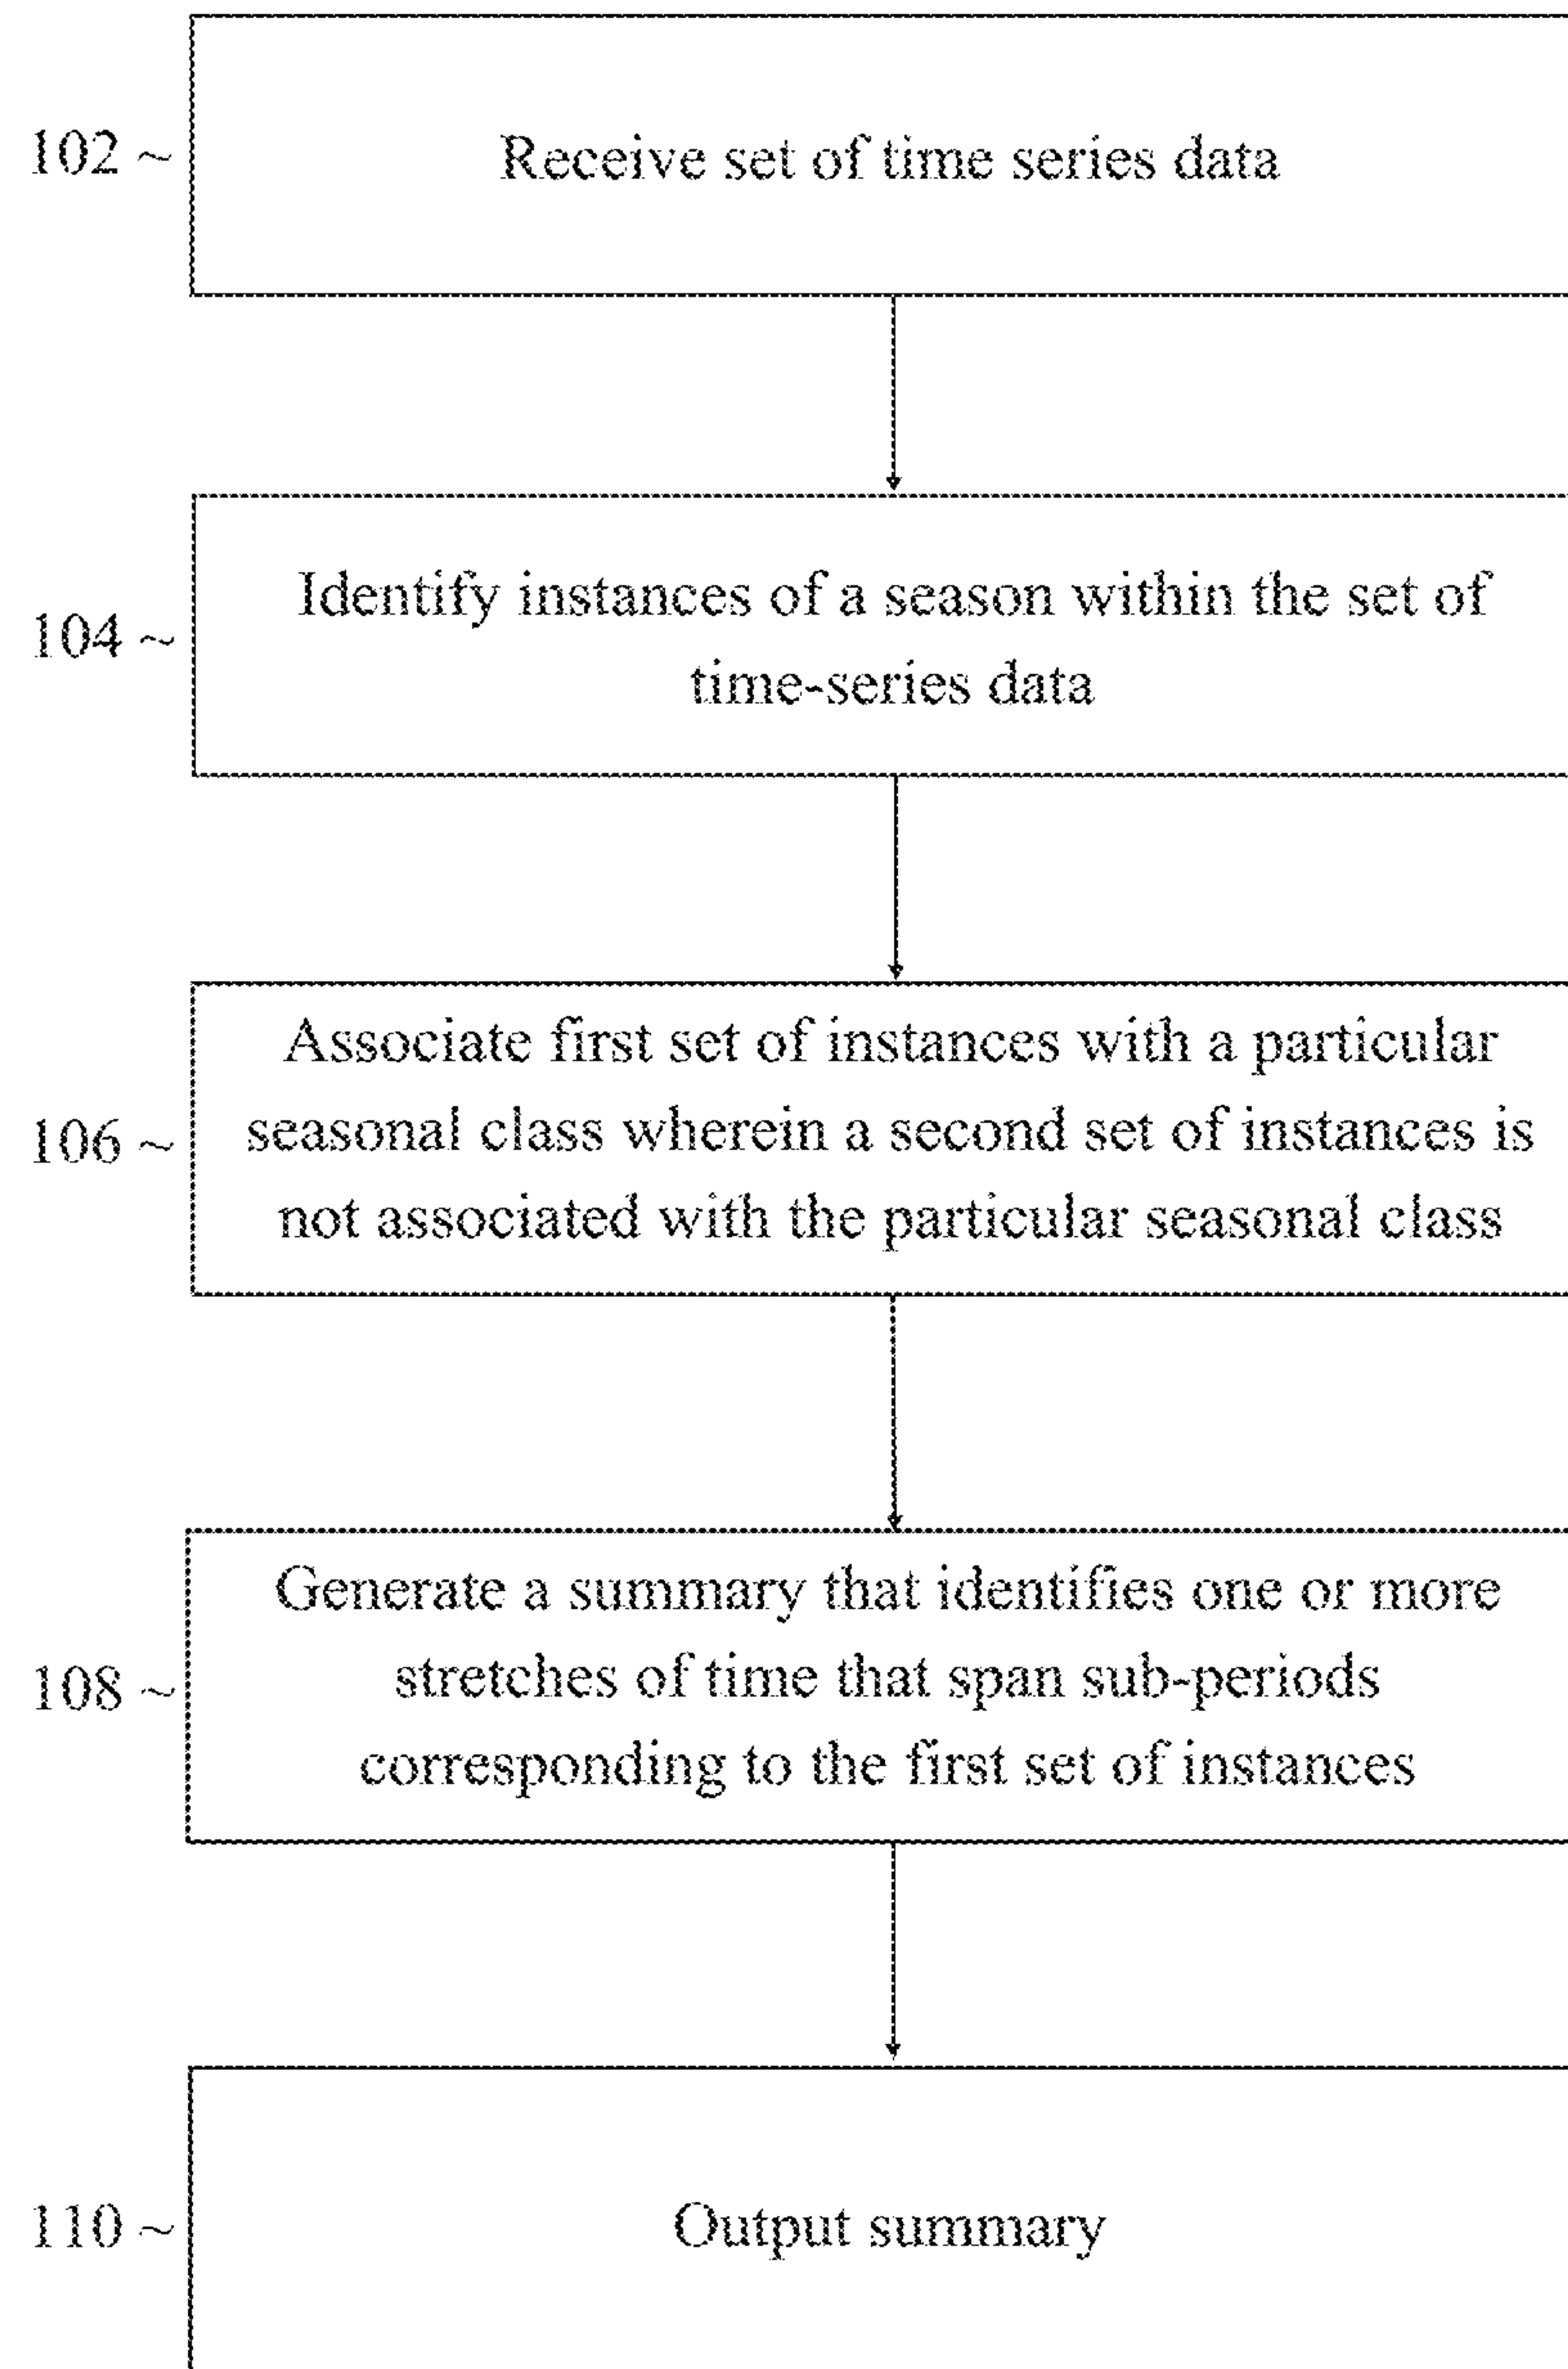 102 ~
Receive set of time series data
104 ~
Identify instances of a season within the set of
time-series data
106 ~
Associate first set of instances with a particular
seasonal class wherein a second set of instances is
not associated with the particular seasonal class
108 ~
Generate a summary that identifies one or more
stretches of time that span sub-periods
corresponding to the first set of instances
110 ~
Output summary